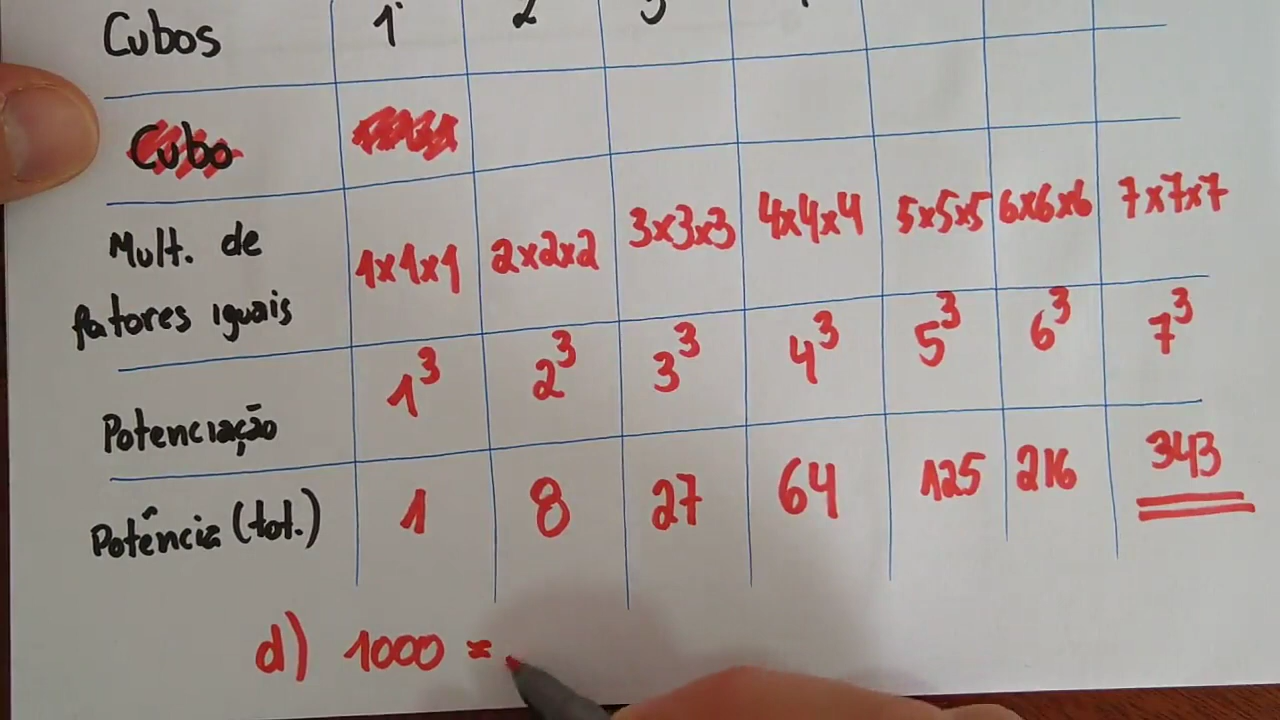 Cubos 1º 2 3
Cubo
Mult. de fatores iguais 1x1x1 2x2x2 3x3x3 4x4x4 5x5x5 6x6x6 7x7x7
Potenciação 1³ 2³ 3³ 4³ 5³ 6³ 7³
Potência (tot.) 1 8 27 64 125 216 343
d) 1000 =